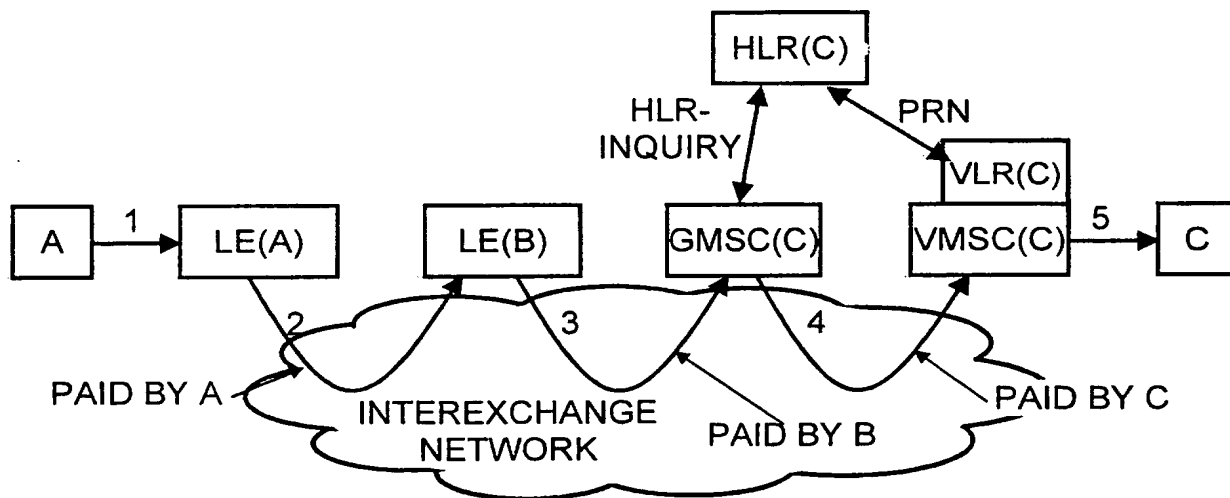 HLR(C)
HLR-
INQUIRY
PRN
VLR(C)
A
1
LE(A)
LE(B)
GMSC(C)
VMSC(C)
5
C
2
3
4
PAID BY A
INTEREXCHANGE
NETWORK
PAID BY B
PAID BY C